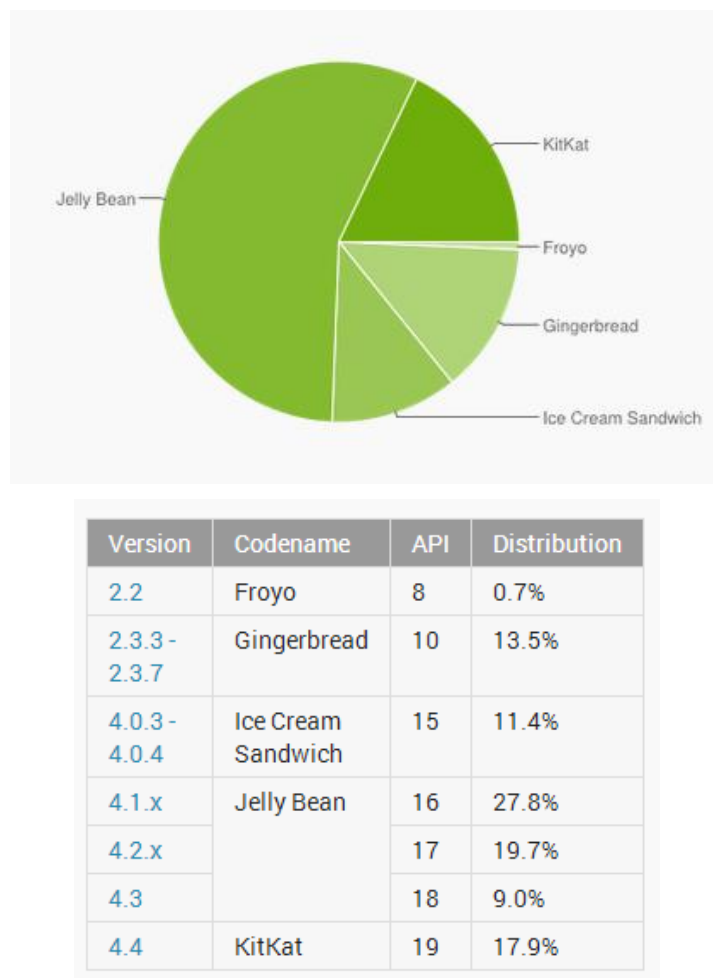 KitKat
Jelly Bean
Froyo
Gingerbread
Ice Cream Sandwich
Version Codename API Distribution
2.2 Froyo 8 0.7%
2.3.3 - Gingerbread 10 13.5%
2.3.7
4.0.3 - Ice Cream 15 11.4%
4.0.4 Sandwich
4.1.x Jelly Bean 16 27.8%
4.2.x 17 19.7%
4.3 18 9.0%
4.4 KitKat 19 17.9%